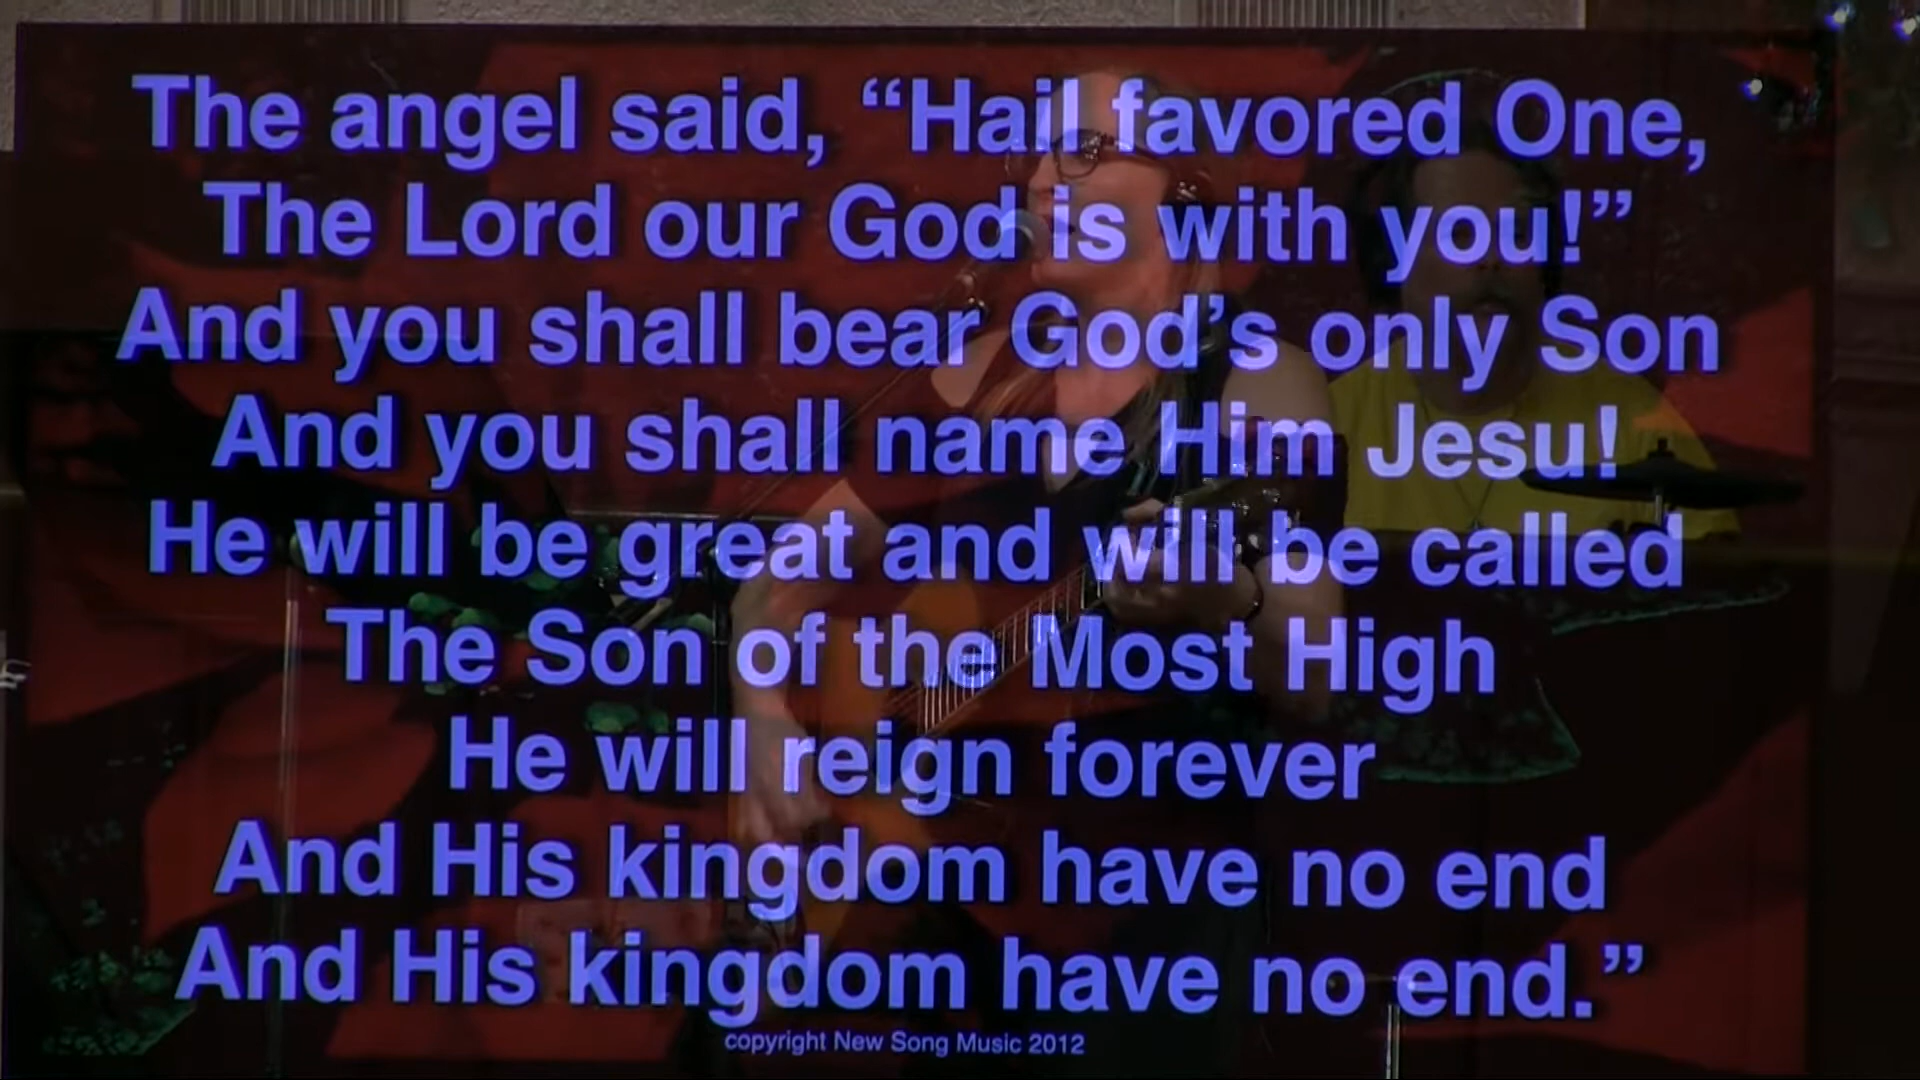 The angel said, “Hail favored One,
The Lord our God is with you!”
And you shall bear God’s only Son
And you shall name Him Jesu!
He will be great and will be called
The Son of the Most High
He will reign forever
And His kingdom have no end
And His kingdom have no end.”
copyright New Song Music 2012